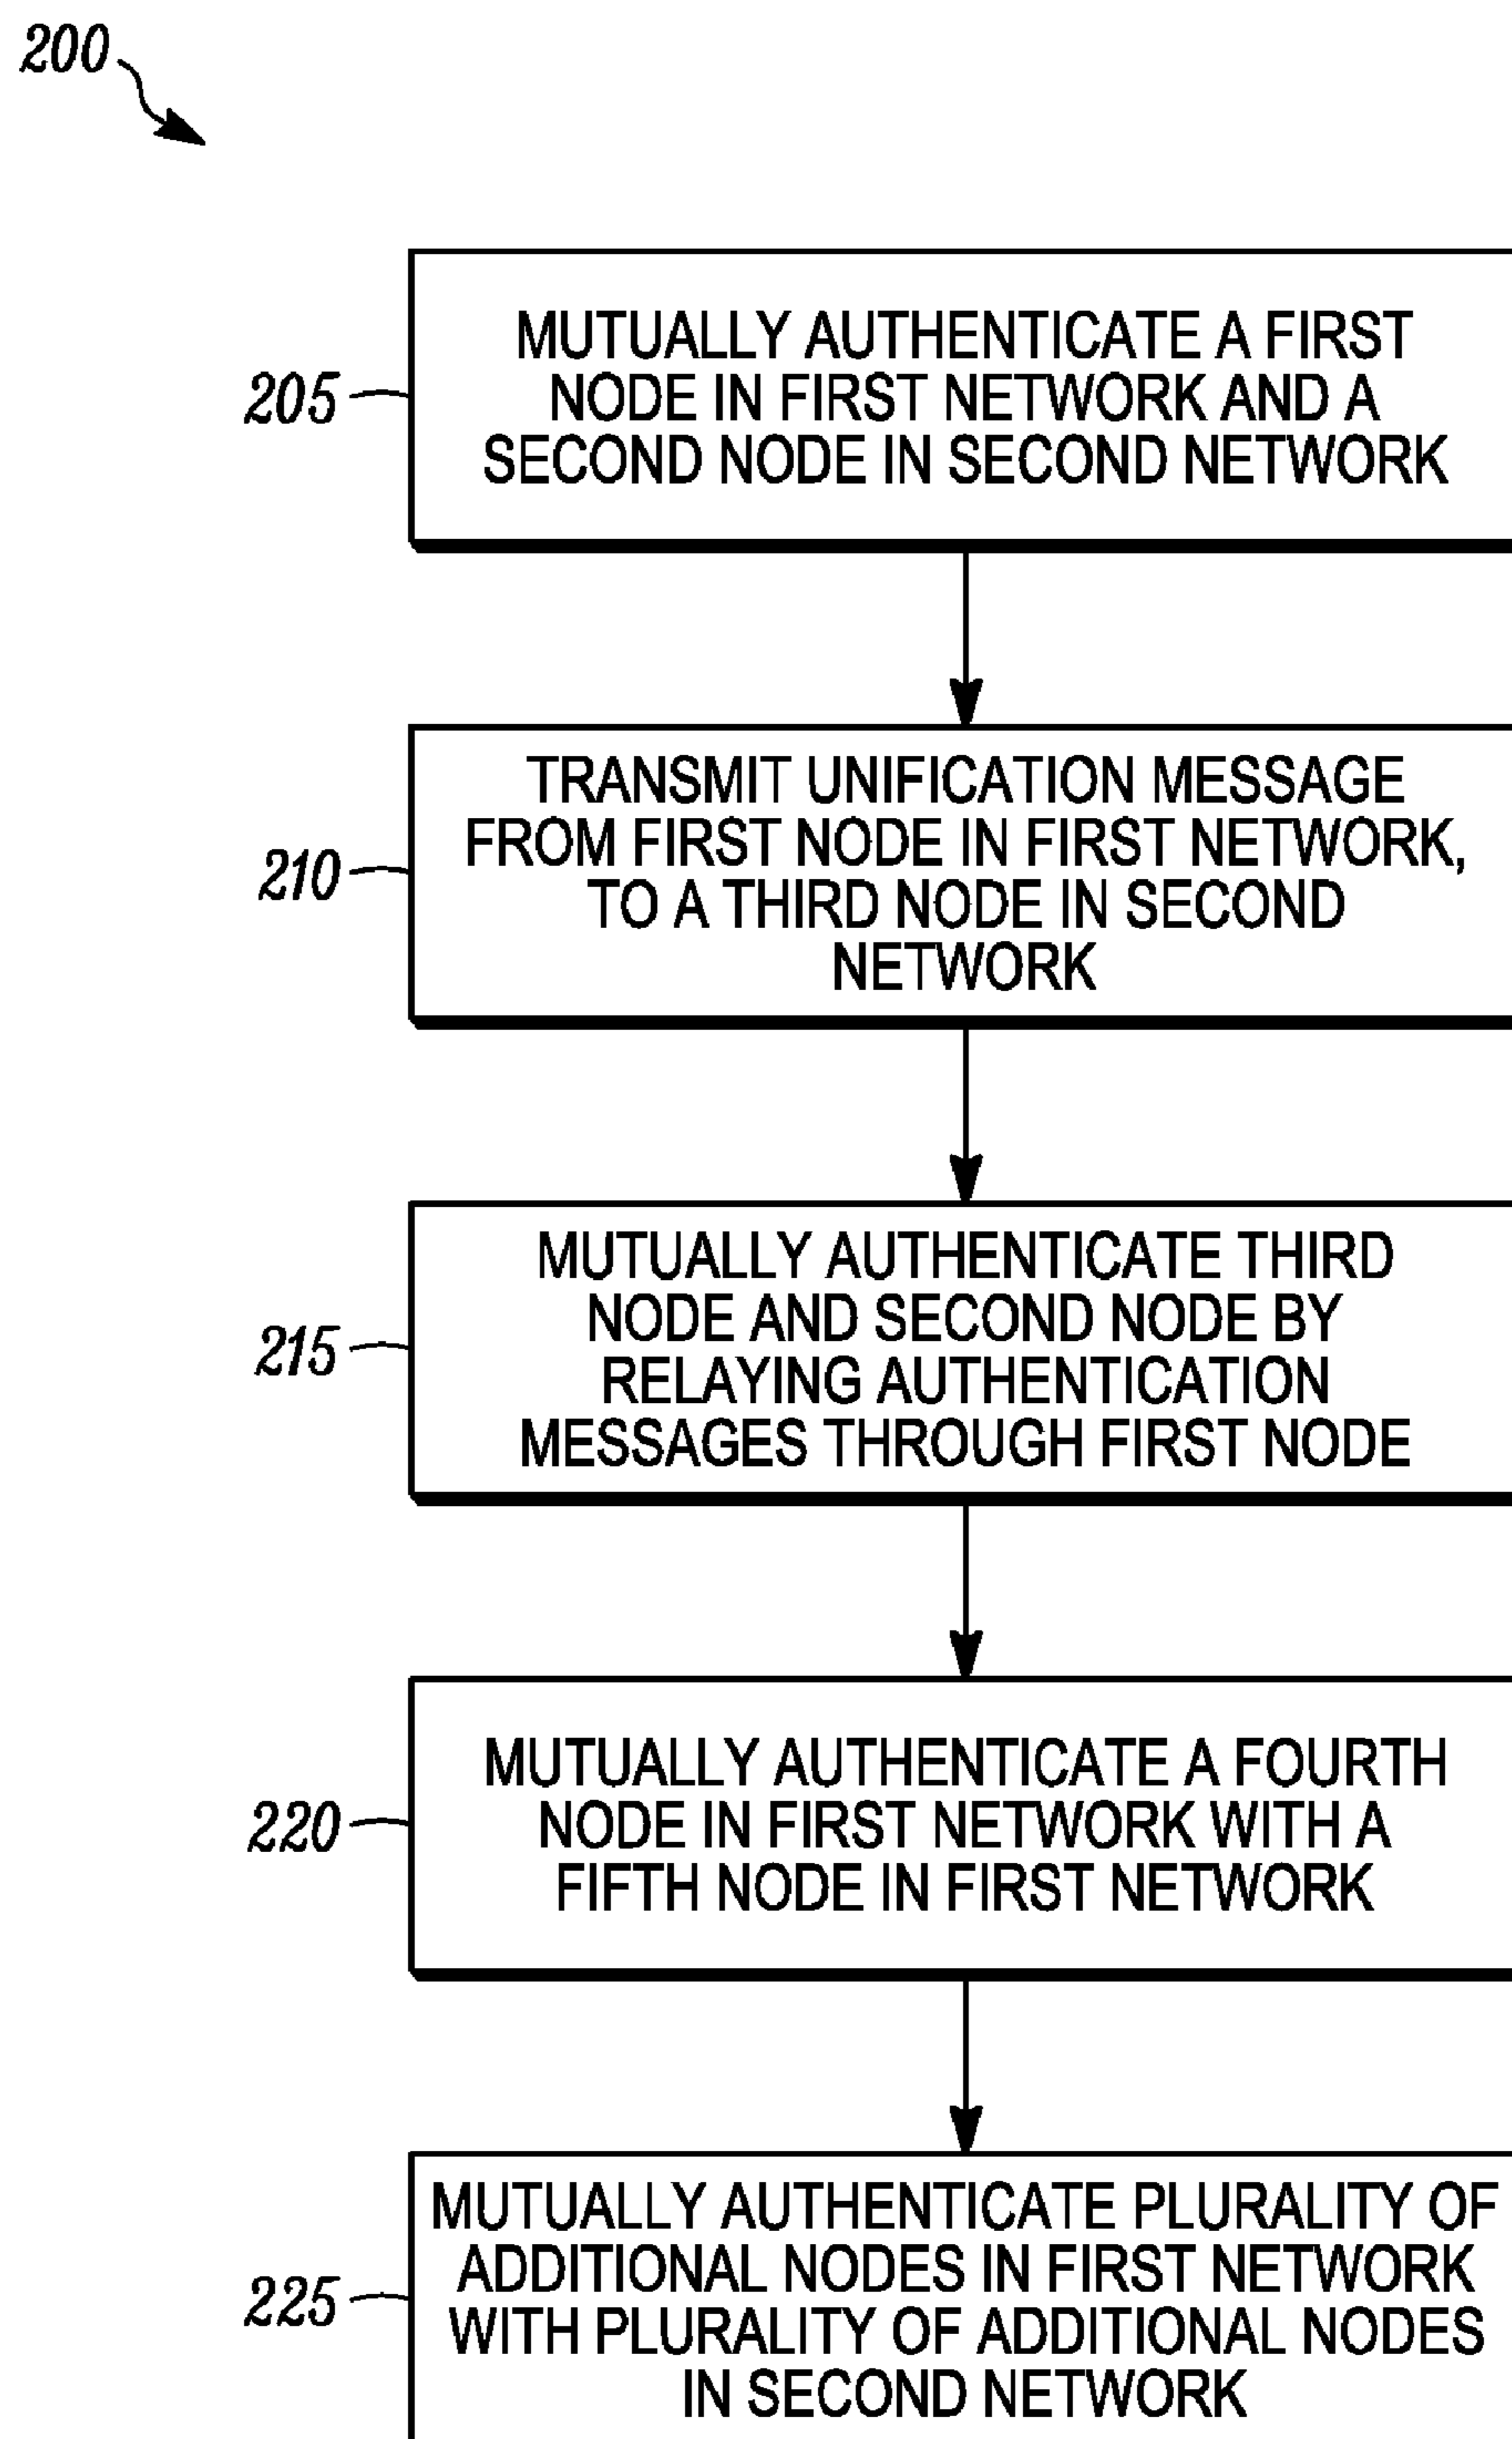 200
205
MUTUALLY AUTHENTICATE A FIRST
NODE IN FIRST NETWORK AND A
SECOND NODE IN SECOND NETWORK
210
TRANSMIT UNIFICATION MESSAGE
FROM FIRST NODE IN FIRST NETWORK,
TO A THIRD NODE IN SECOND
NETWORK
215
MUTUALLY AUTHENTICATE THIRD
NODE AND SECOND NODE BY
RELAYING AUTHENTICATION
MESSAGES THROUGH FIRST NODE
220
MUTUALLY AUTHENTICATE A FOURTH
NODE IN FIRST NETWORK WITH A
FIFTH NODE IN FIRST NETWORK
225
MUTUALLY AUTHENTICATE PLURALITY OF
ADDITIONAL NODES IN FIRST NETWORK
WITH PLURALITY OF ADDITIONAL NODES
IN SECOND NETWORK